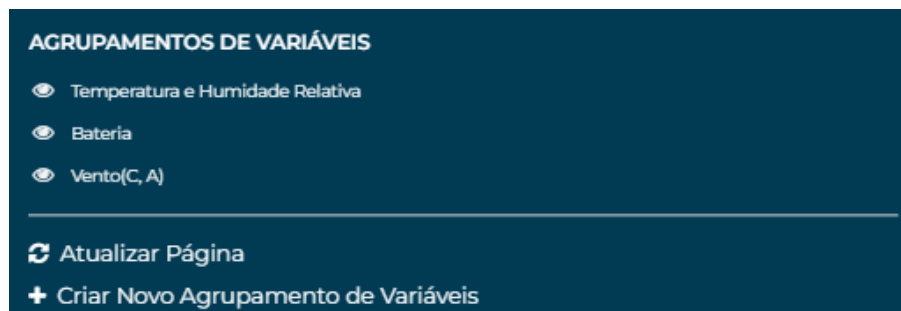 AGRUPAMENTOS DE VARIÁVEIS
Temperatura e Humidade Relativa
Bateria
Vento(C, A)
Atualizar Página
Criar Novo Agrupamento de Variáveis